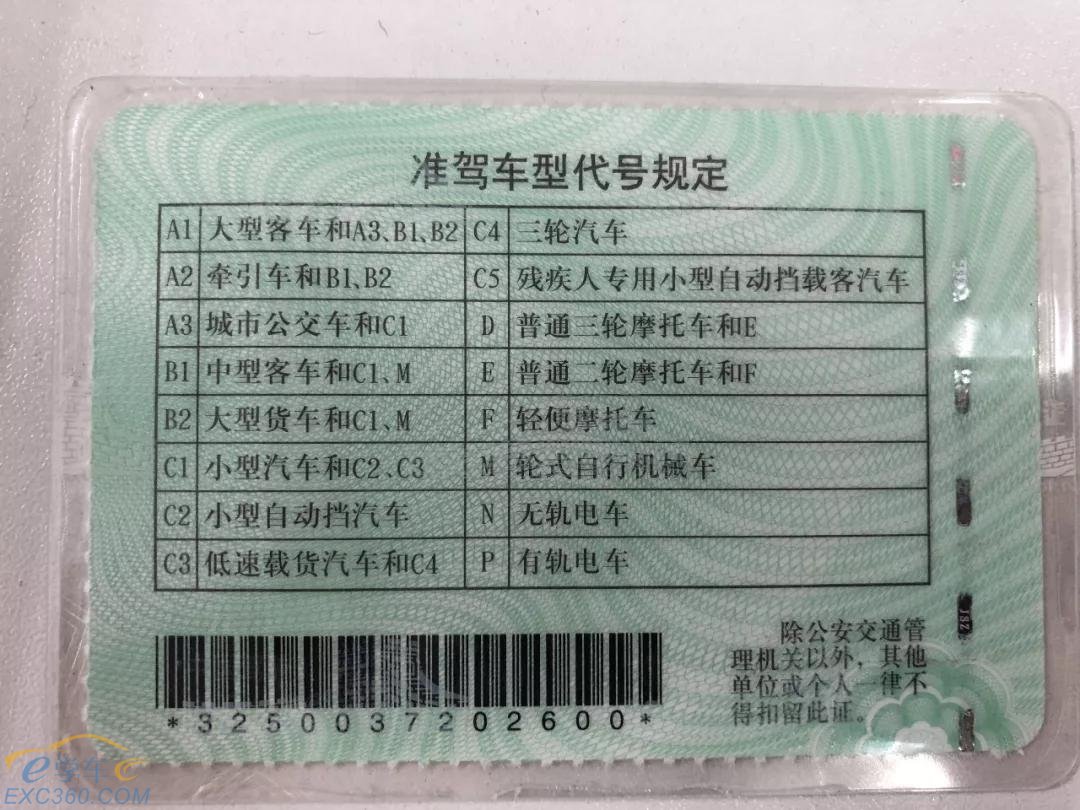 准驾车型代号规定
A1 大型客车和A3、B1、B2 C4 三轮汽车
A2 牵引车和B1、B2 C5 残疾人专用小型自动挡载客汽车
A3 城市公交车和C1 D 普通三轮摩托车和E
B1 中型客车和C1、M E 普通二轮摩托车和F
B2 大型货车和C1、M F 轻便摩托车
C1 小型汽车和C2、C3 M 轮式自行机械车
C2 小型自动挡汽车 N 无轨电车
C3 低速载货汽车和C4 P 有轨电车
除公安交通管
理机关以外，其他
单位或个人一律不
得扣留此证。
*3250037202600*
JSZ
e学车
EXC360.COM